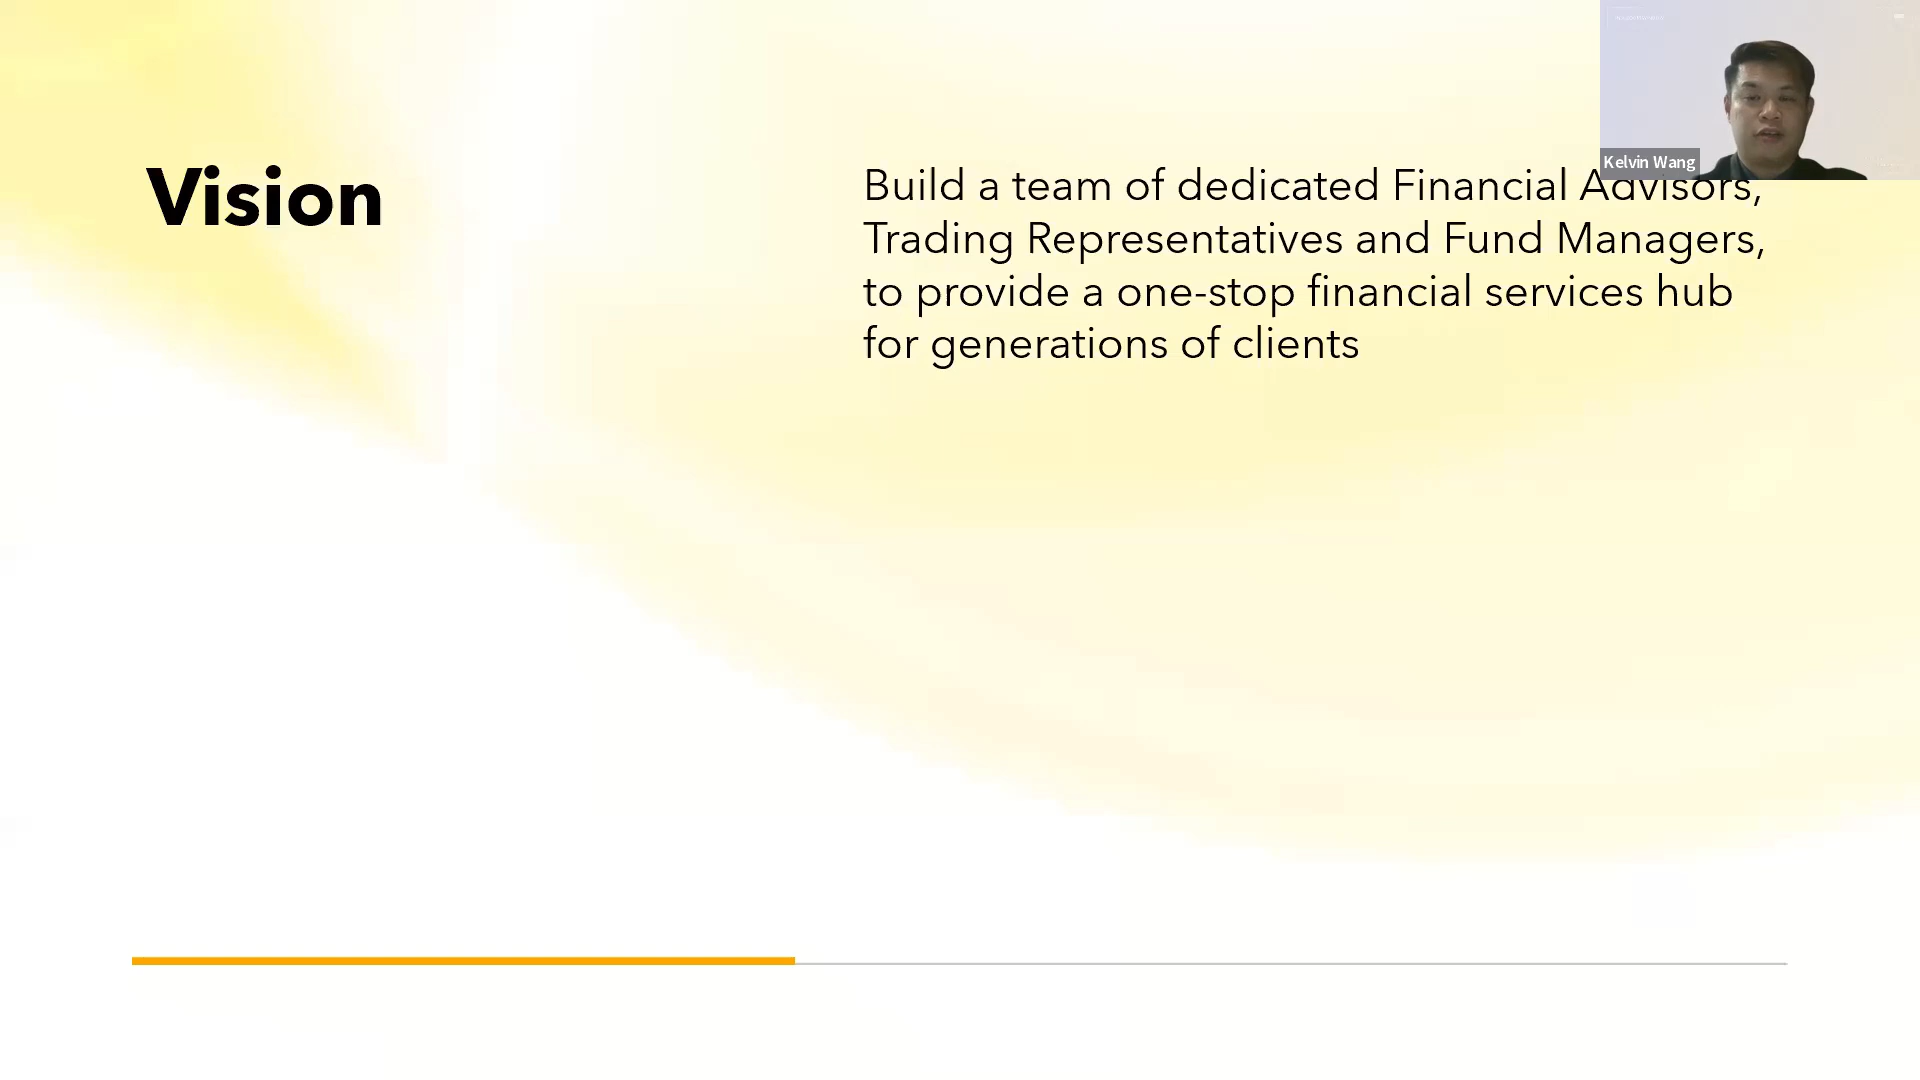 Vision
Build a team of dedicated Financial Advisors,
Trading Representatives and Fund Managers,
to provide a one-stop financial services hub
for generations of clients
Kelvin Wang